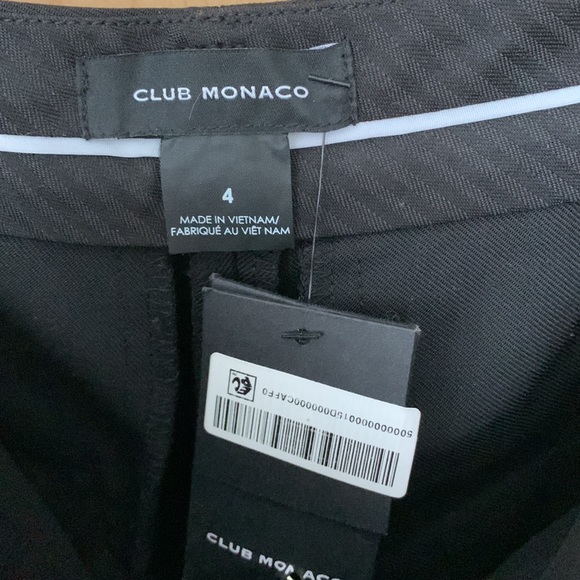 CLUB MONACO
4
MADE IN VIETNAM/
FABRIQUÉ AU VIÊT NAM
CLUB MONACO